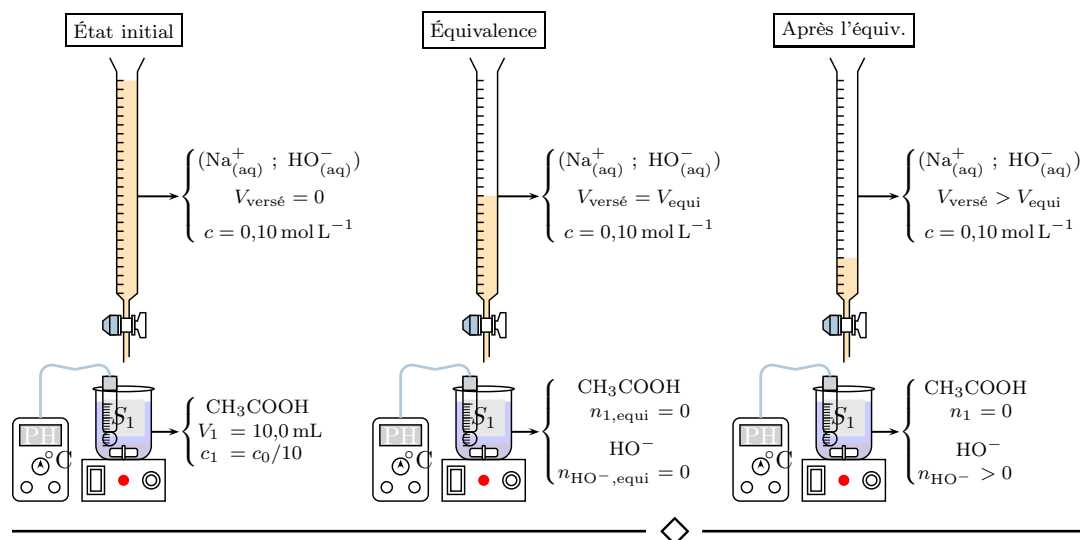 État initial
(Na⁺(aq) ; HO⁻(aq))
Vversé = 0
c = 0,10 mol L⁻¹
CH₃COOH
V₁ = 10,0 mL
c₁ = c₀/10
S₁
PH
°C
Équivalence
(Na⁺(aq) ; HO⁻(aq))
Vversé = Véqui
c = 0,10 mol L⁻¹
CH₃COOH
n₁,equi = 0
HO⁻
nHO⁻,equi = 0
S₁
PH
°C
Après l'équiv.
(Na⁺(aq) ; HO⁻(aq))
Vversé > Vequi
c = 0,10 mol L⁻¹
CH₃COOH
n₁ = 0
HO⁻
nHO⁻ > 0
S₁
PH
°C